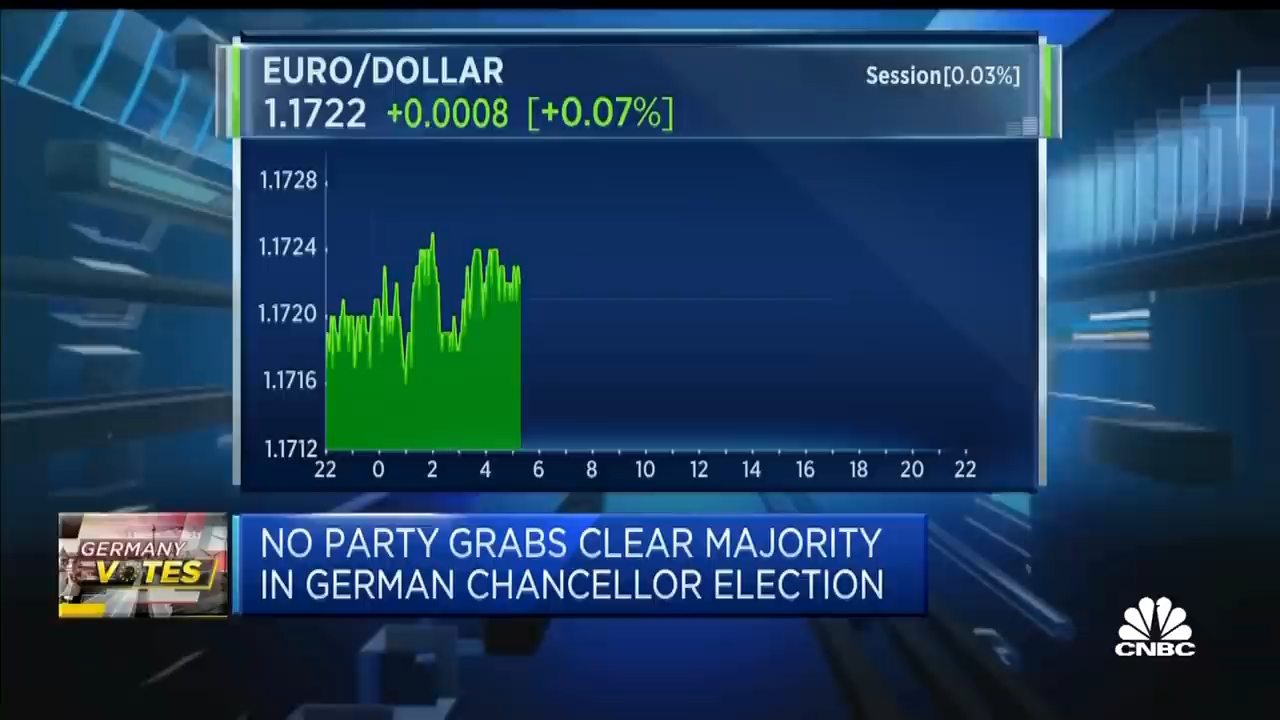 EURO/DOLLAR
Session[0.03%]
1.1722 +0.0008 [+0.07%]
1.1728
1.1724
1.1720
1.1716
1.1712
22 0 2 4 6 8 10 12 14 16 18 20 22
GERMANY
VOTES
NO PARTY GRABS CLEAR MAJORITY
IN GERMAN CHANCELLOR ELECTION
CNBC